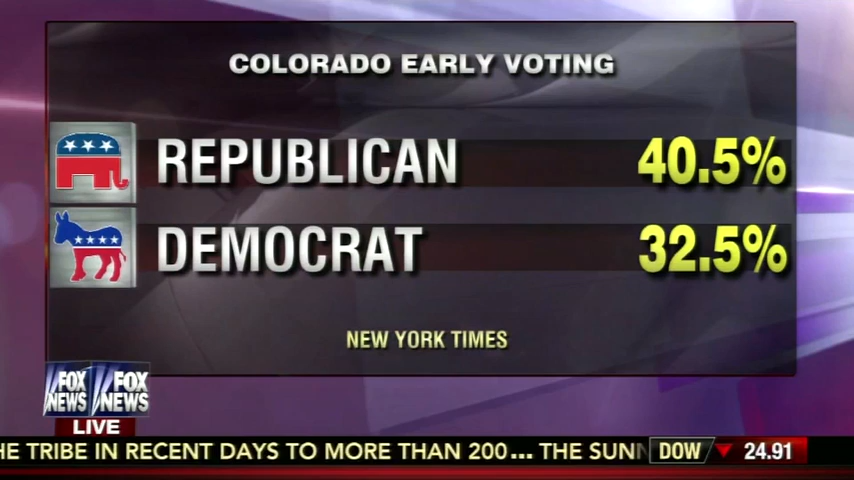 COLORADO EARLY VOTING
REPUBLICAN 40.5%
DEMOCRAT 32.5%
NEW YORK TIMES
FOX NEWS FOX NEWS
LIVE
THE TRIBE IN RECENT DAYS TO MORE THAN 200... THE SUNN DOW 24.91